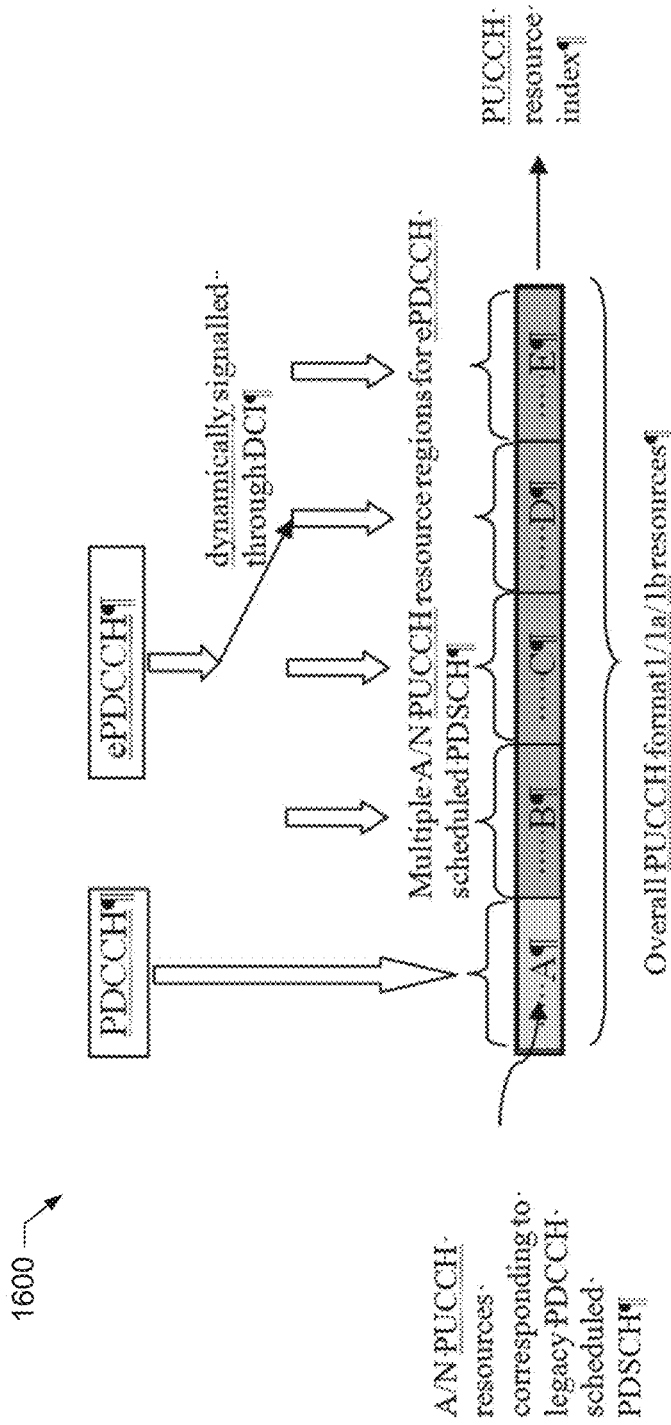 1600
PDCCH
ePDCCH
dynamically signalled
through DCI
Multiple A/N PUCCH resource regions for ePDCCH
scheduled PDSCH
A
B
C
D
E
PUCCH
resource
index
A/N PUCCH
resources
corresponding to
legacy PDCCH
scheduled
PDSCH
Overall PUCCH format 1/1a/1b resources